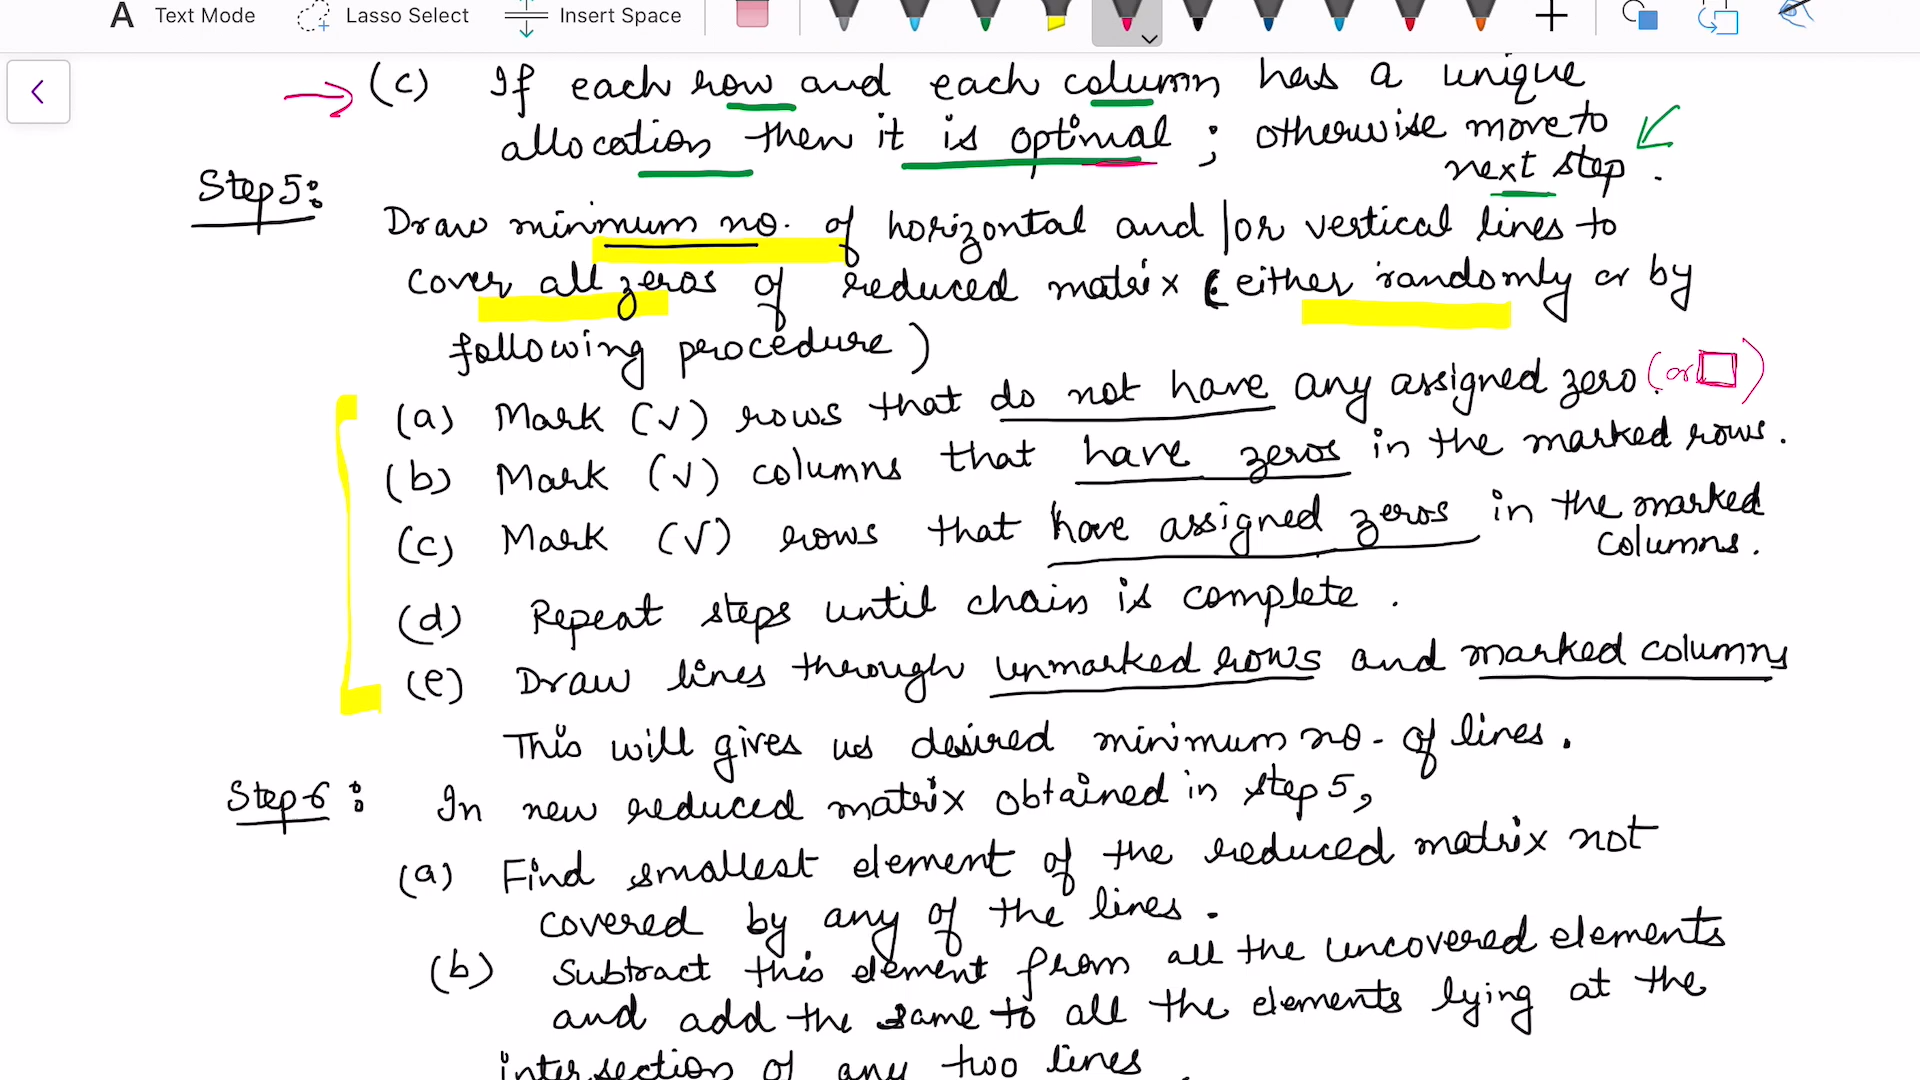 Text Mode Lasso Select Insert Space
(c) If each row and each column has a unique
allocation then it is optimal ; otherwise move to
next step .
Step 5:
Draw minimum no. of horizontal and/or vertical lines to
cover all zeros of reduced matrix (either randomly or by
following procedure)
(a) Mark (√) rows that do not have any assigned zero. (or □)
(b) Mark (√) columns that have zeros in the marked rows.
(c) Mark (√) rows that have assigned zeros in the marked
columns.
(d) Repeat steps until chain is complete .
(e) Draw lines through unmarked rows and marked columns
This will gives us desired minimum no. of lines.
Step 6 :
In new reduced matrix obtained in step 5,
(a) Find smallest element of the reduced matrix not
covered by any of the lines.
(b) Subtract this element from all the uncovered elements
and add the same to all the elements lying at the
intersection of any two lines.